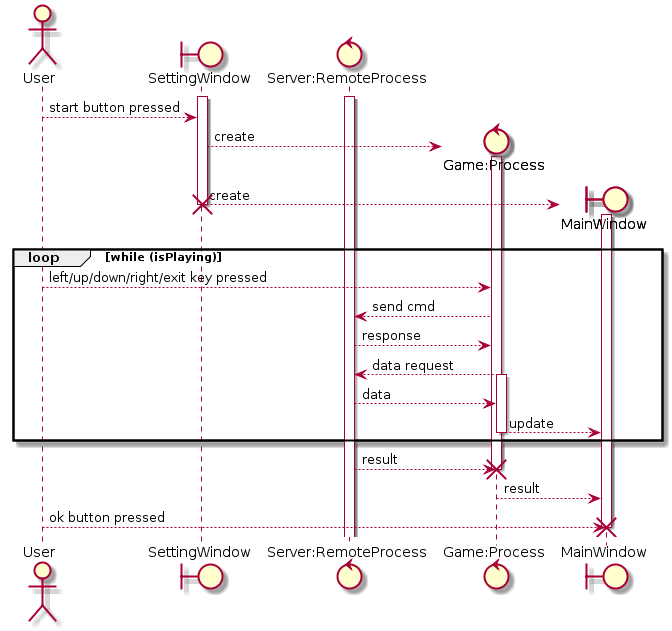 User
SettingWindow
Server:RemoteProcess
start button pressed
create
Game:Process
create
MainWindow
loop
[while (isPlaying)]
left/up/down/right/exit key pressed
send cmd
response
data request
data
update
result
result
ok button pressed
User
SettingWindow
Server:RemoteProcess
Game:Process
MainWindow